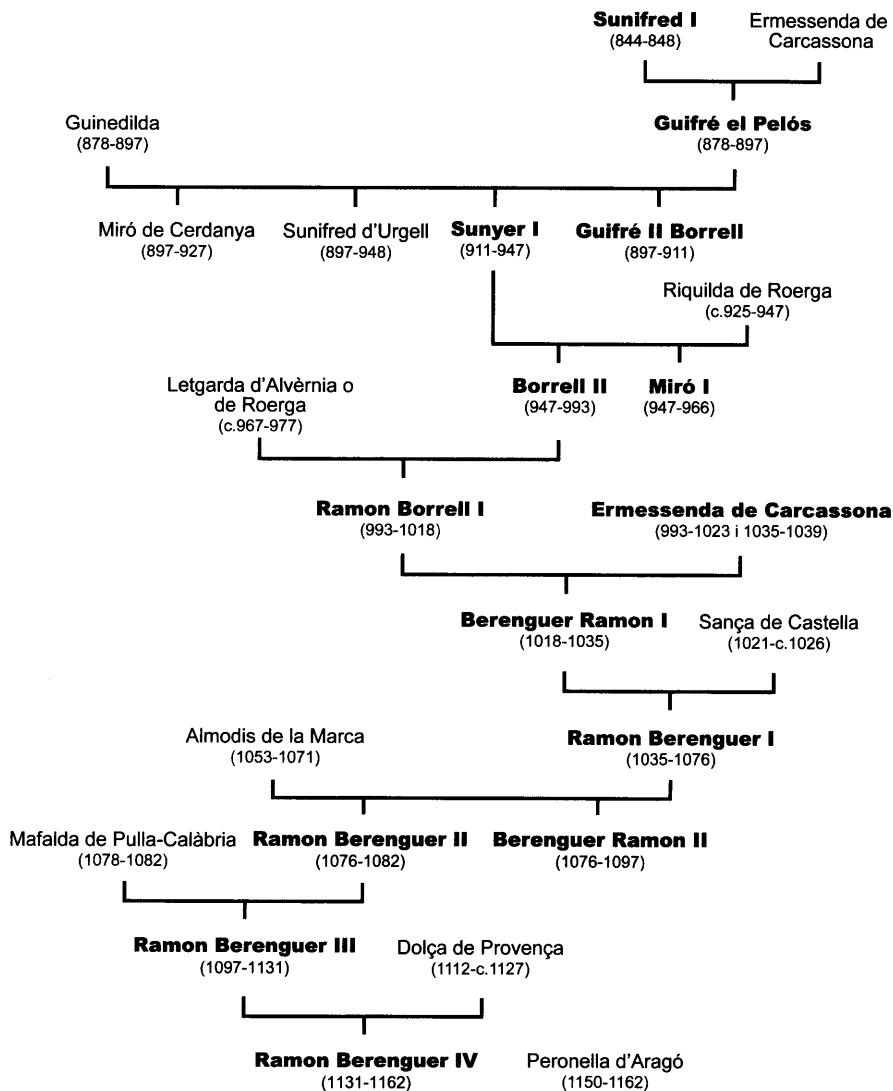 Sunifred I
(844-848)
Ermessenda de
Carcassona
Guinedilda
(878-897)
Guifré el Pelós
(878-897)
Miró de Cerdanya
(897-927)
Sunifred d'Urgell
(897-948)
Sunyer I
(911-947)
Guifré II Borrell
(897-911)
Riquilda de Roerga
(c.925-947)
Letgarda d'Alvèrnia o
de Roerga
(c.967-977)
Borrell II
(947-993)
Miró I
(947-966)
Ramon Borrell I
(993-1018)
Ermessenda de Carcassona
(993-1023 i 1035-1039)
Berenguer Ramon I
(1018-1035)
Sança de Castella
(1021-c.1026)
Almodis de la Marca
(1053-1071)
Ramon Berenguer I
(1035-1076)
Mafalda de Pulla-Calàbria
(1078-1082)
Ramon Berenguer II
(1076-1082)
Berenguer Ramon II
(1076-1097)
Ramon Berenguer III
(1097-1131)
Dolça de Provença
(1112-c.1127)
Ramon Berenguer IV
(1131-1162)
Peronella d'Aragó
(1150-1162)